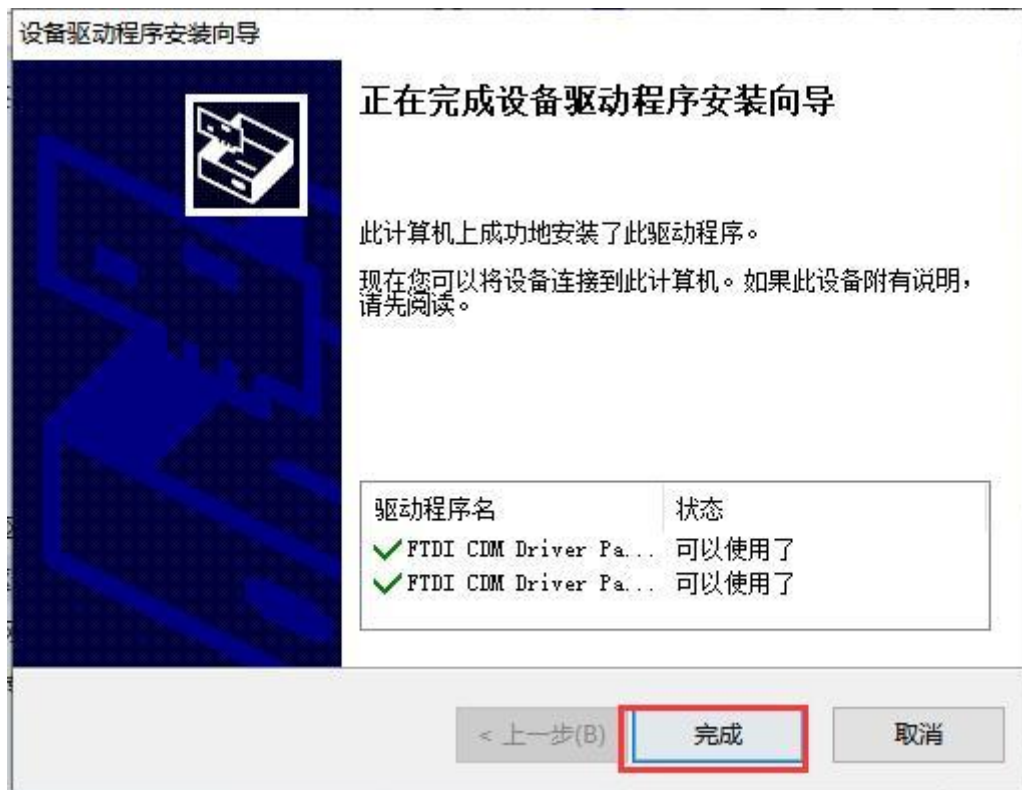 设备驱动程序安装向导
正在完成设备驱动程序安装向导
此计算机上成功地安装了此驱动程序。
现在您可以将设备连接到此计算机。如果此设备附有说明，
请先阅读。
驱动程序名 状态
FTDI CDM Driver Pa... 可以使用了
FTDI CDM Driver Pa... 可以使用了
< 上一步(B) 完成 取消